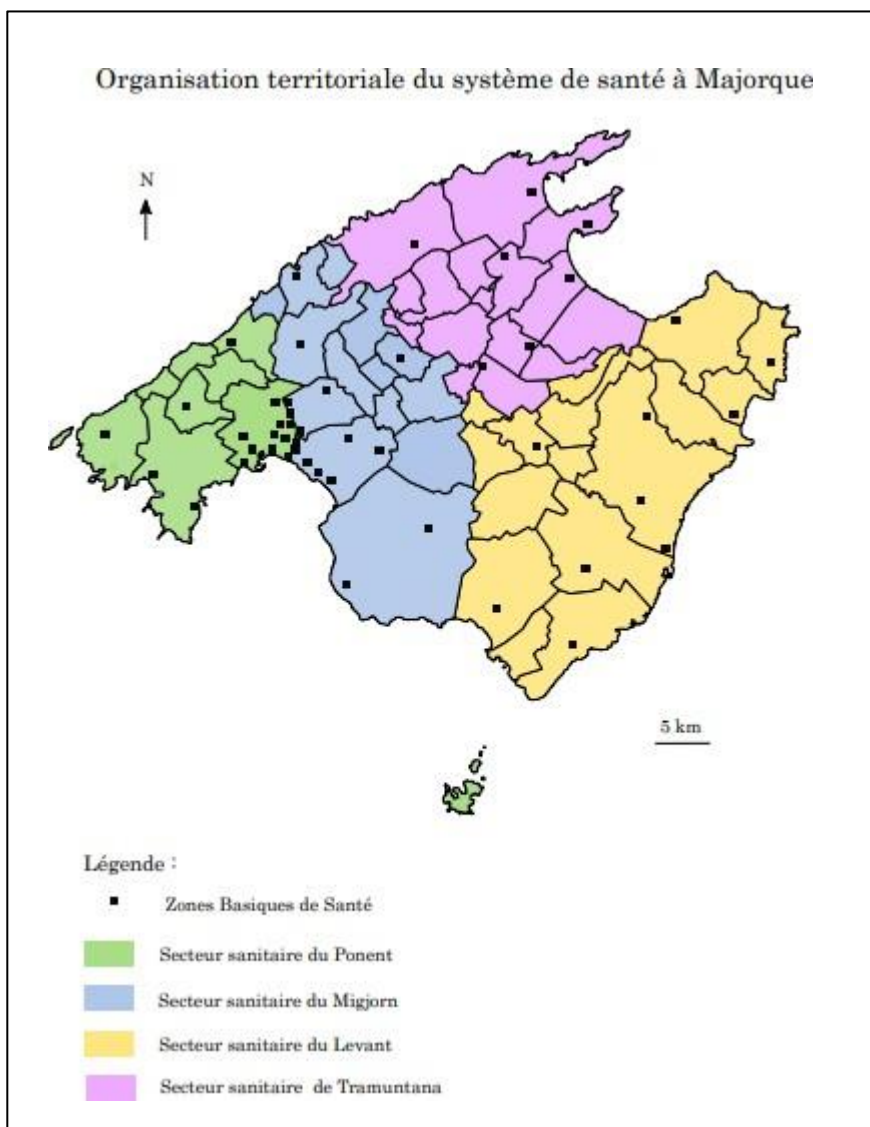 Organisation territoriale du système de santé à Majorque
N
5 km
Légende :
Zones Basiques de Santé
Secteur sanitaire du Ponent
Secteur sanitaire du Migjorn
Secteur sanitaire du Levant
Secteur sanitaire de Tramuntana